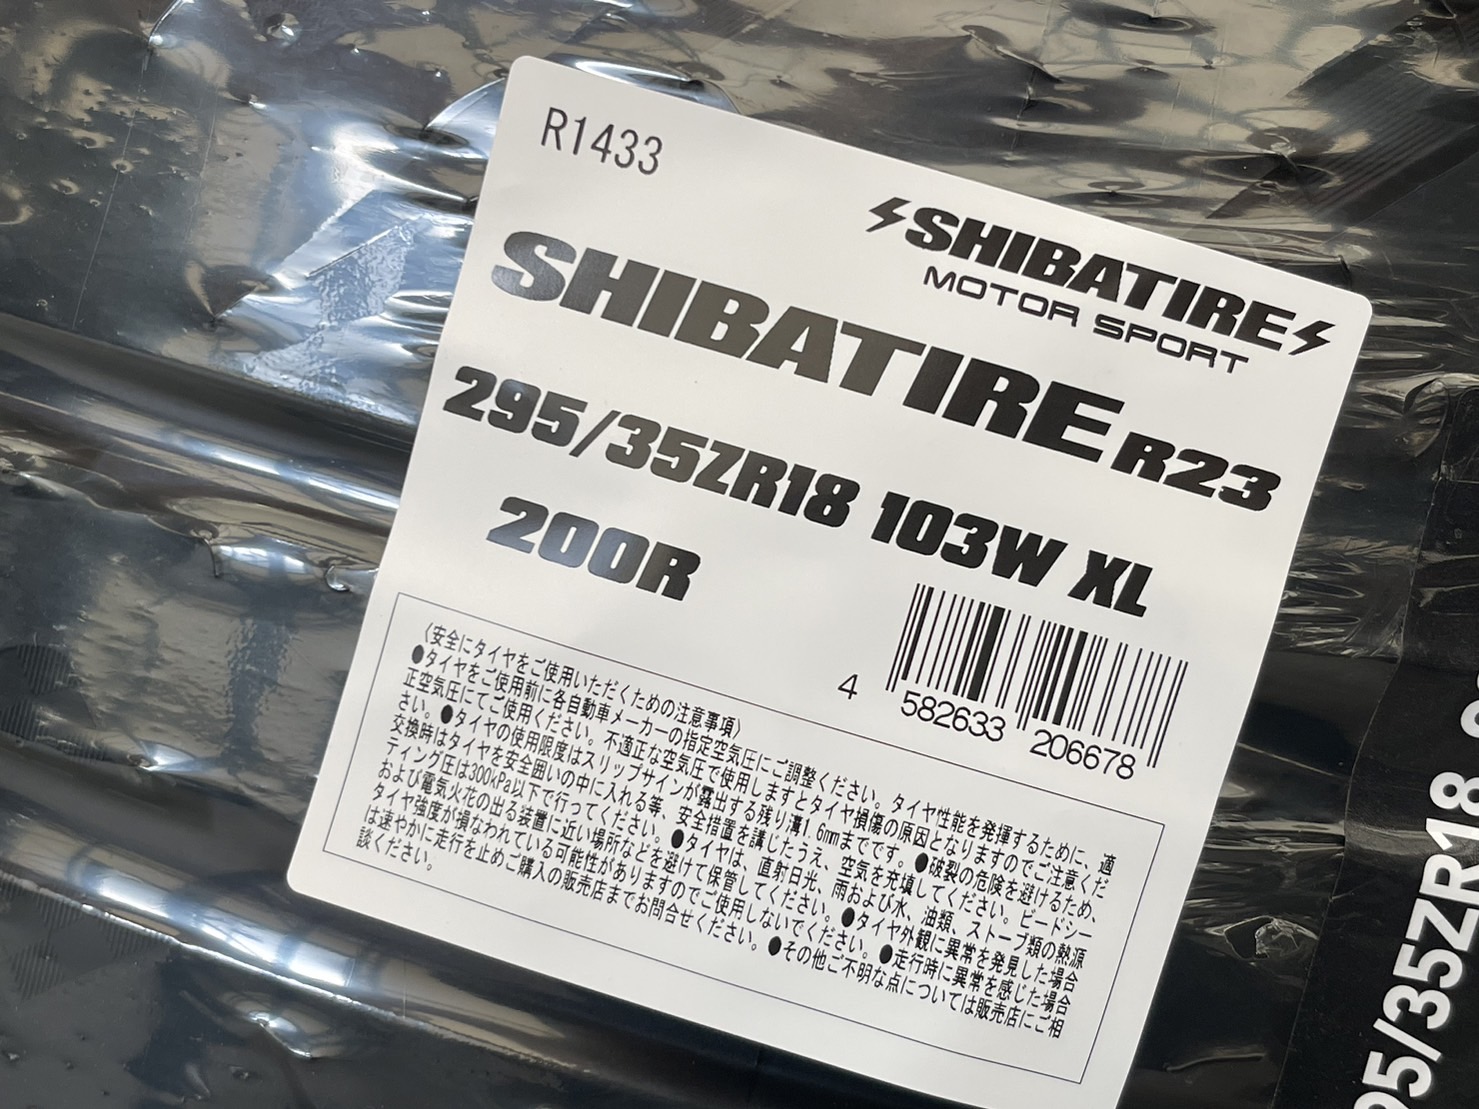 R1433
SHIBATIRE
MOTOR SPORT
SHIBATIRE R23
295/35ZR18 103W XL
200R
4 582633 206678
〈安全にタイヤをご使用いただくための注意事項〉
●タイヤをご使用前に各自動車メーカーの指定空気圧にご調整ください。タイヤ性能を発揮するために、適
正空気圧にてご使用ください。不適正な空気圧で使用しますとタイヤ損傷の原因となりますのでご注意くだ
さい。●タイヤの使用限度はスリップサインが露出する残り溝1.6mmまでです。●破裂の危険を避けるため、
交換時はタイヤを安全囲いの中に入れる等、安全措置を講じたうえ、空気を充填してください。ビードシー
ティング圧は300kPa以下で行ってください。●タイヤは、直射日光、雨および水、油類、ストーブ類の熱源
および電気火花の出る装置に近い場所などを避けて保管してください。●タイヤ外観に異常を発見した場合
タイヤ強度が損なわれている可能性がありますのでご使用しないでください。●走行時に異常を感じた場合
は速やかに走行を止めご購入の販売店までお問合せください。●その他ご不明な点については販売店にご相
談ください。
95/35ZR18